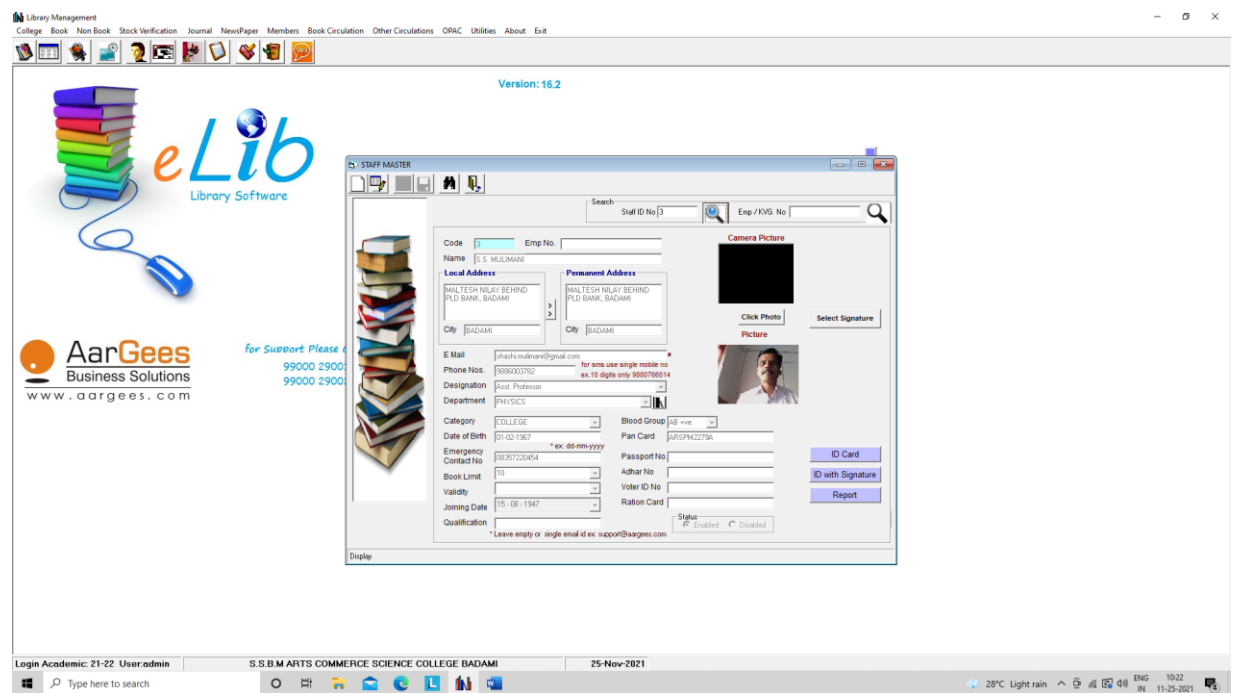 Library Management
College Book Non Book Stock Verification Journal NewsPaper Members Book Circulation Other Circulations OPAC Utilities About Exit
Version: 16.2
eLib
Library Software
AarGees
Business Solutions
www.aargees.com
for Support Please
99000 2900
99000 2900
STAFF MASTER
Search
Staff ID No 3
Emp / KVG No
Code 3 Emp No.
Name S.S. MULIMANI
Camera Picture
Local Address Permanent Address
MALTESH NILAY BEHIND MALTESH NILAY BEHIND
PLD BANK, BADAMI PLD BANK, BADAMI
>
>
City BADAMI City BADAMI
Click Photo Select Signature
Picture
E Mail shashi.mulimani@gmail.com *
for sms use single mobile no
Phone Nos. 9886003782
ex.10 digits only 9880766014
Designation Asst. Professor
Department PHYSICS
Category COLLEGE Blood Group AB +ve
Date of Birth 01-02-1967 Pan Card ARSPM2279A
* ex: dd-mm-yyyy
Emergency
Contact No 08357220454 Passport No.
ID Card
Book Limit 10 Adhar No
ID with Signature
Validity Voter ID No
Report
Joining Date 15 - 08 - 1947 Ration Card
Status
Enabled Disabled
Qualification
* Leave empty or single email id ex: support@aargees.com
Display
Login Academic: 21-22 User:admin S.S.B.M ARTS COMMERCE SCIENCE COLLEGE BADAMI 25-Nov-2021
Type here to search
28°C Light rain
ENG
IN
10:22
11-25-2021
4